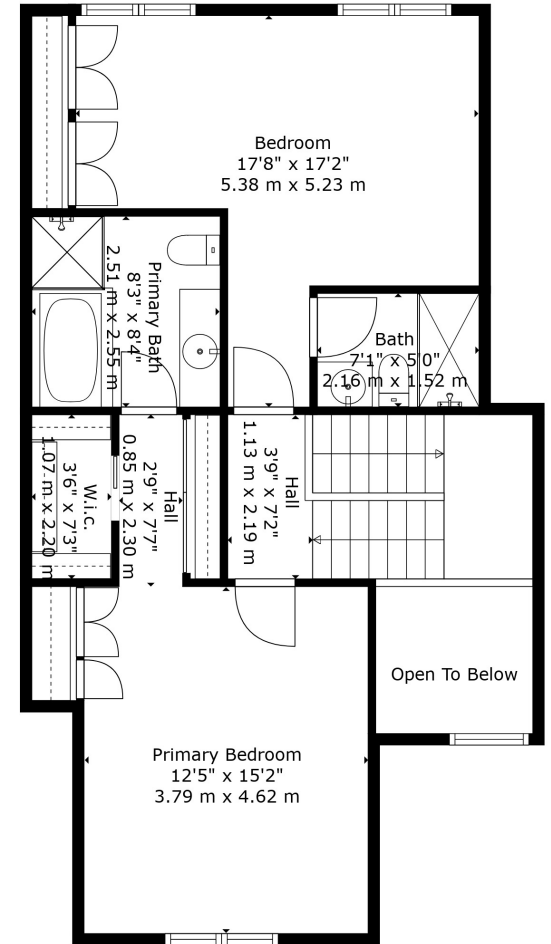 Bedroom
17'8" x 17'2"
5.38 m x 5.23 m
Primary Bath
8'3" x 8'4"
2.51 m x 2.55 m
Bath
7'1" x 5'0"
2.16 m x 1.52 m
W.i.c.
3'6" x 7'3"
1.07 m x 2.20 m
Hall
2'9" x 7'7"
0.85 m x 2.30 m
Hall
3'9" x 7'2"
1.13 m x 2.19 m
Open To Below
Primary Bedroom
12'5" x 15'2"
3.79 m x 4.62 m